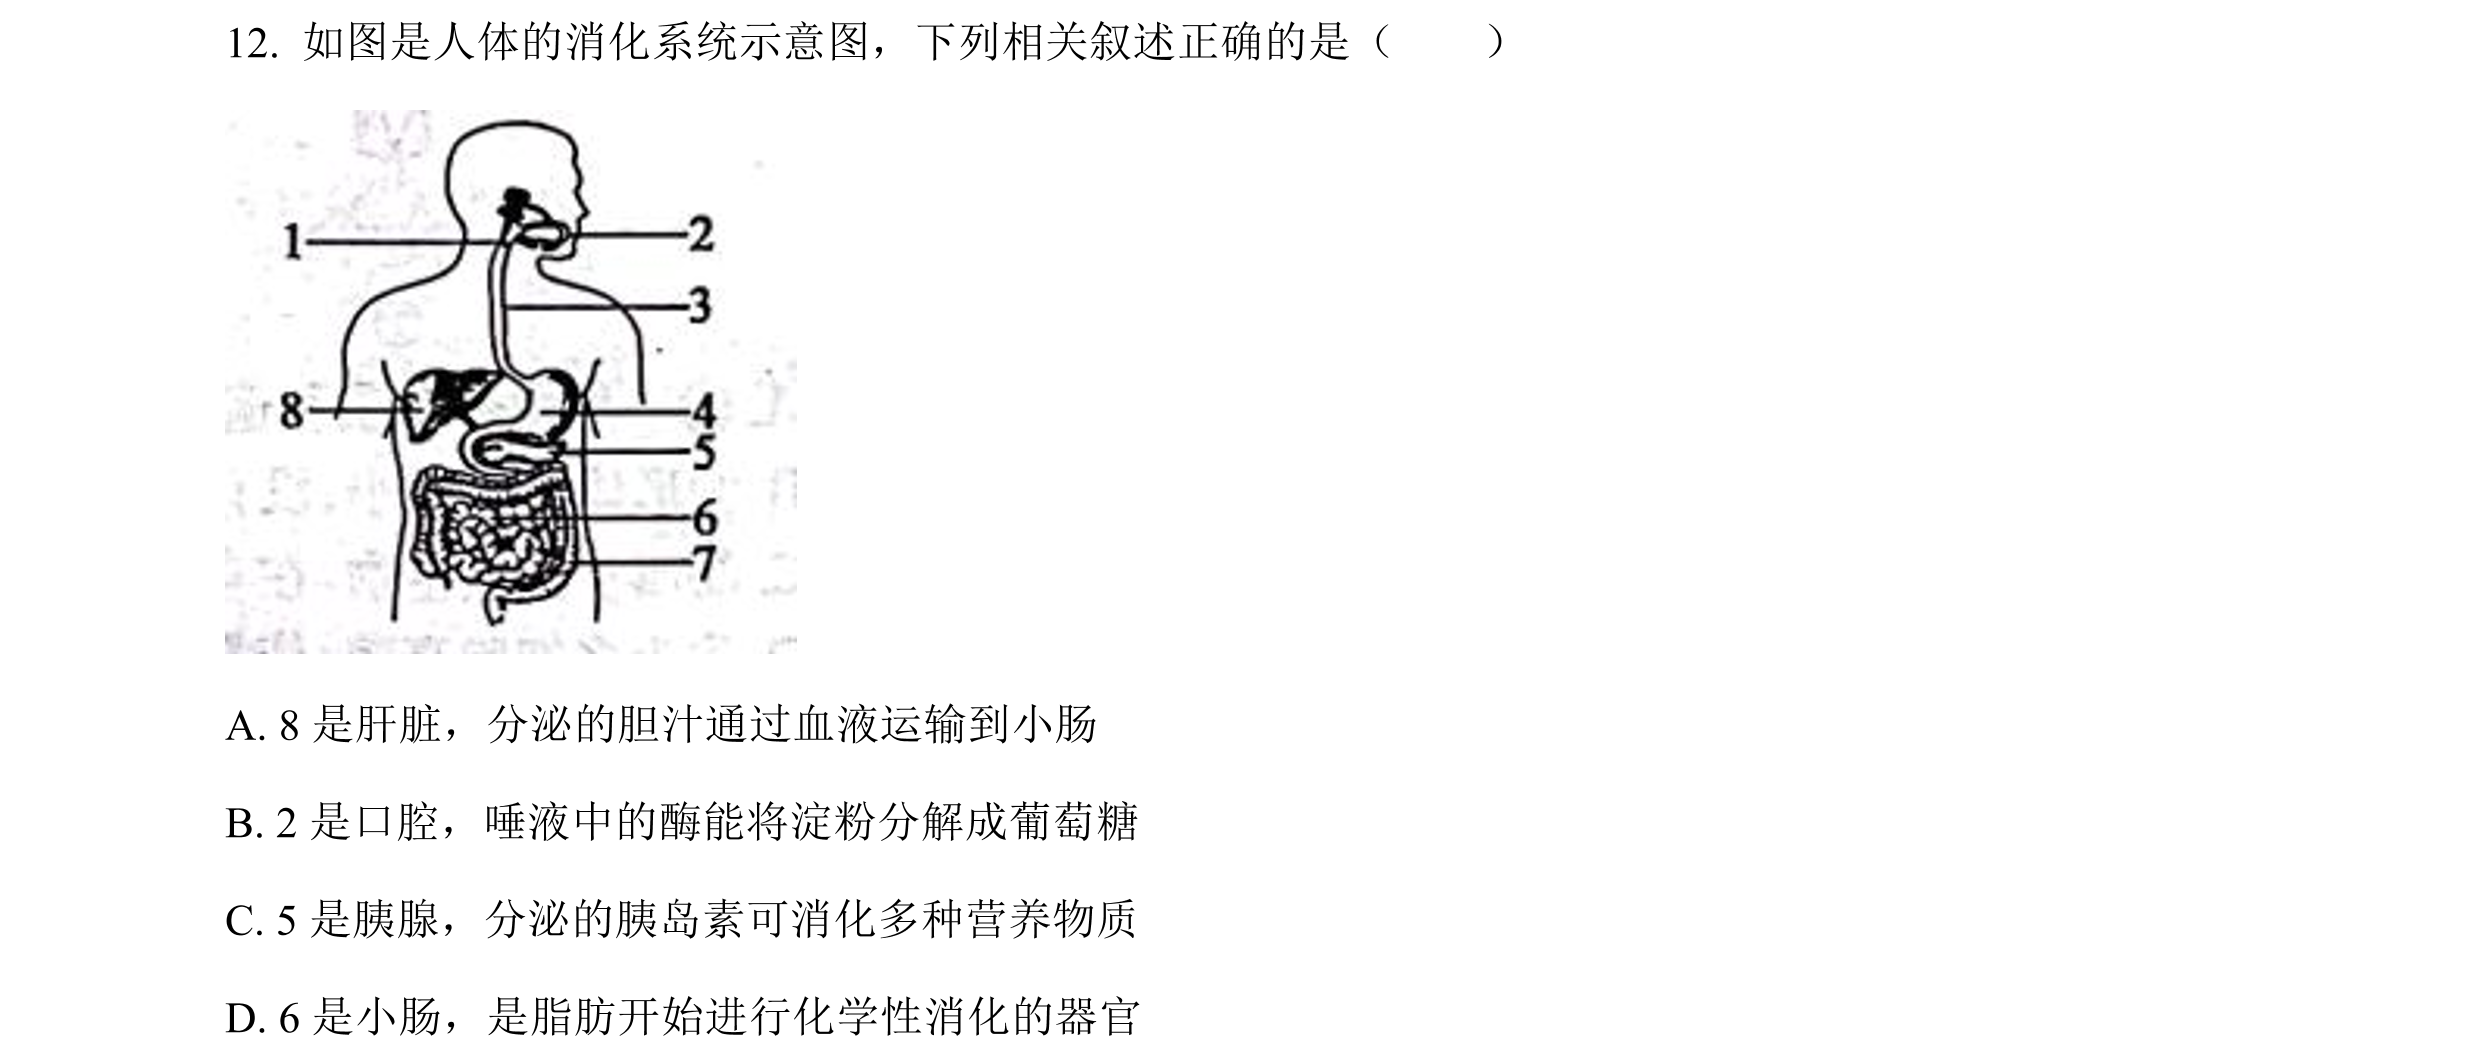 12. 如图是人体的消化系统示意图，下列相关叙述正确的是（　　）
1
2
3
8
4
5
6
7
A. 8 是肝脏，分泌的胆汁通过血液运输到小肠
B. 2 是口腔，唾液中的酶能将淀粉分解成葡萄糖
C. 5 是胰腺，分泌的胰岛素可消化多种营养物质
D. 6 是小肠，是脂肪开始进行化学性消化的器官